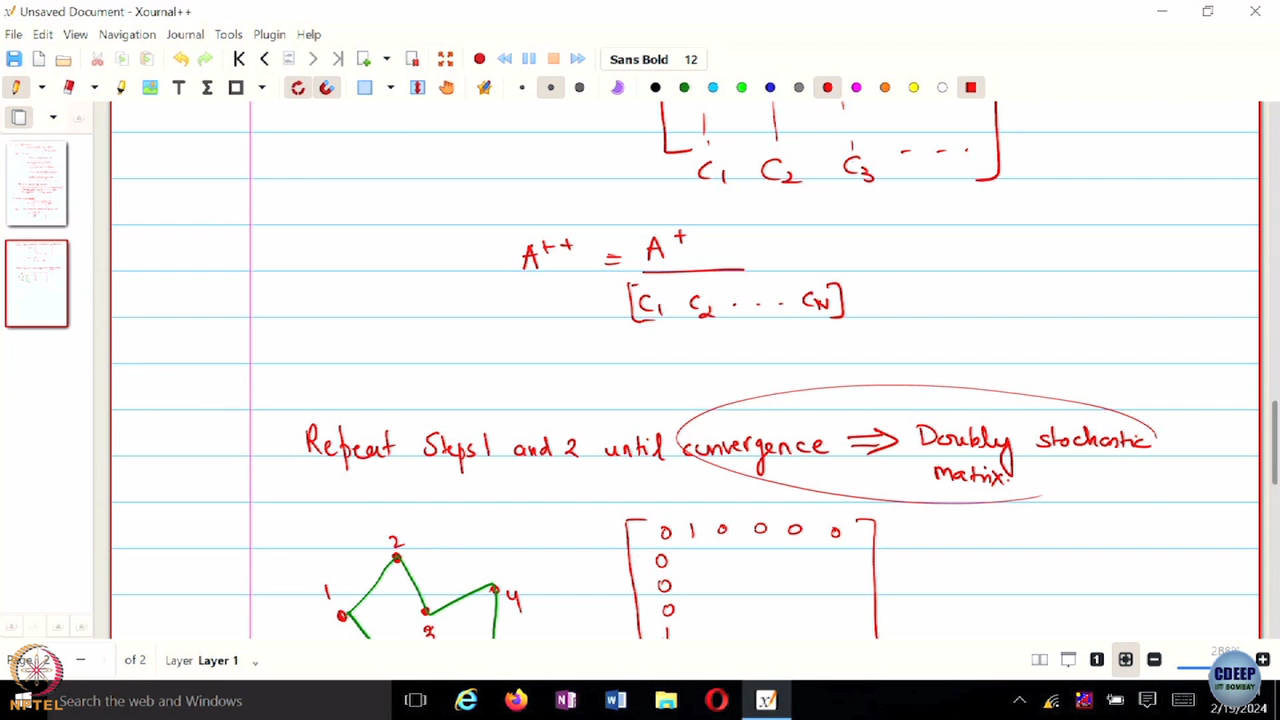 Unsaved Document - Xournal++
File Edit View Navigation Journal Tools Plugin Help
Sans Bold 12
C1 C2 C3 - - -
A++ = A+
[C1 C2 . . . CN]
Repeat Steps 1 and 2 until convergence ⇒ Doubly stochastic
matrix.
0 1 0 0 0 0
2
0
1
0
4
0
3
1
of 2 Layer Layer 1
288%
Search the web and Windows
NPTEL
CDEEP
IIT BOMBAY
2/19/2024